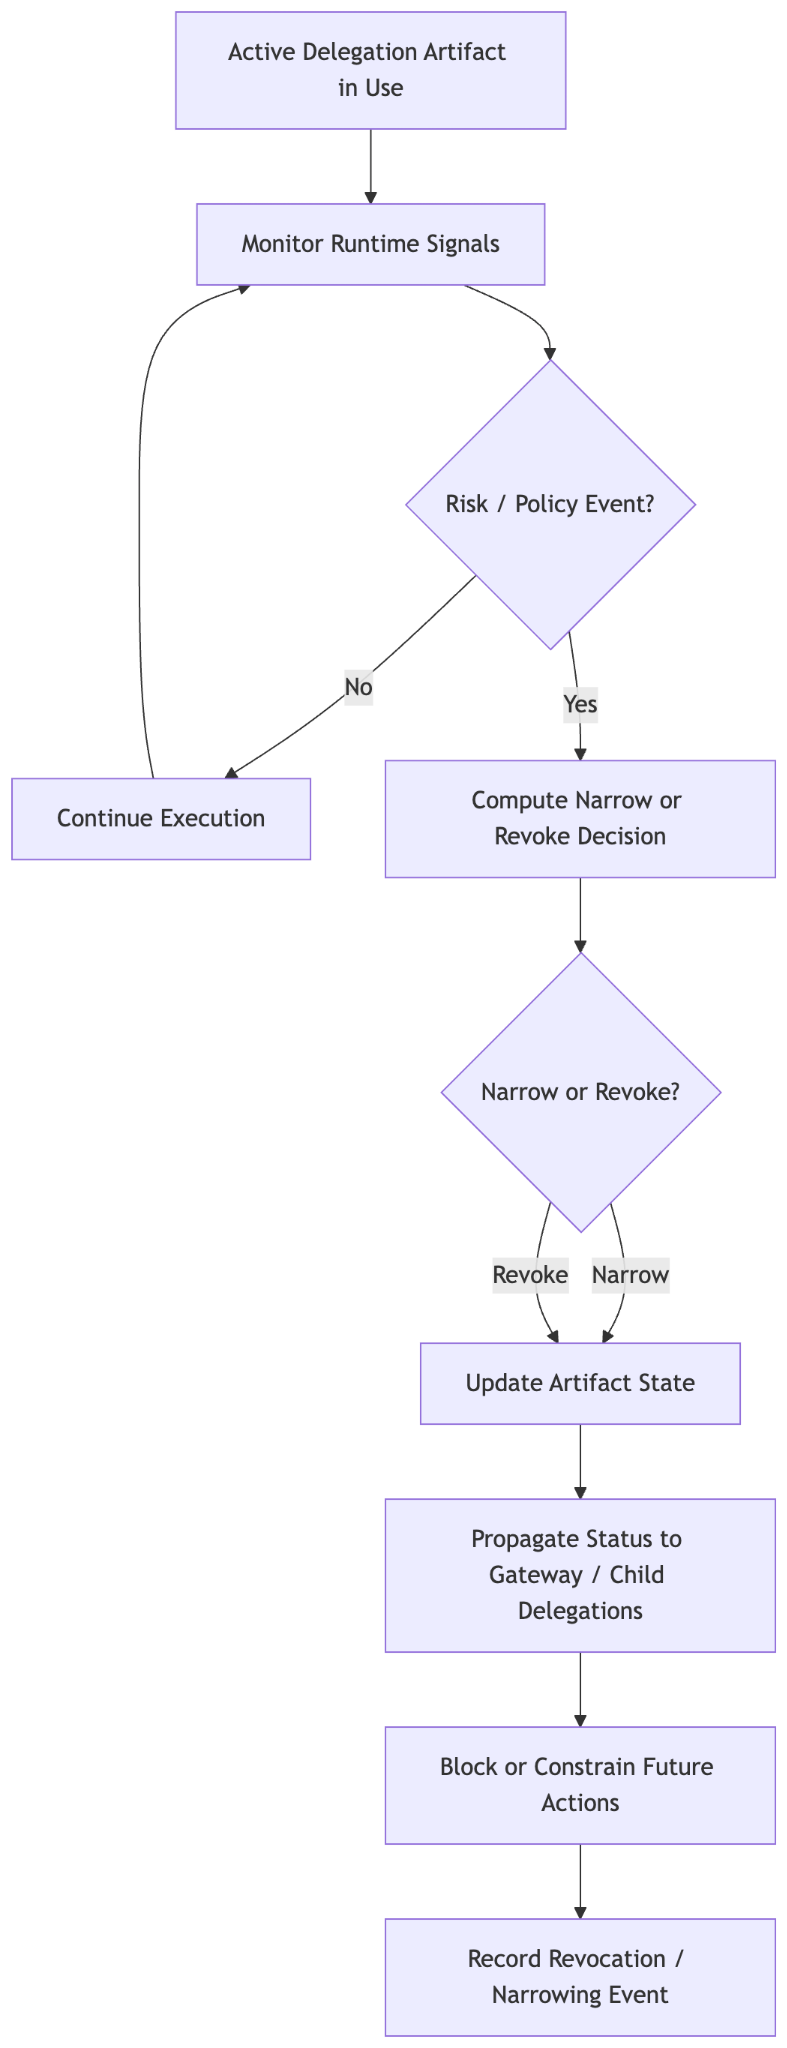 Active Delegation Artifact
in Use
Monitor Runtime Signals
Risk / Policy Event?
No
Yes
Continue Execution
Compute Narrow or
Revoke Decision
Narrow or Revoke?
Revoke
Narrow
Update Artifact State
Propagate Status to
Gateway / Child
Delegations
Block or Constrain Future
Actions
Record Revocation /
Narrowing Event